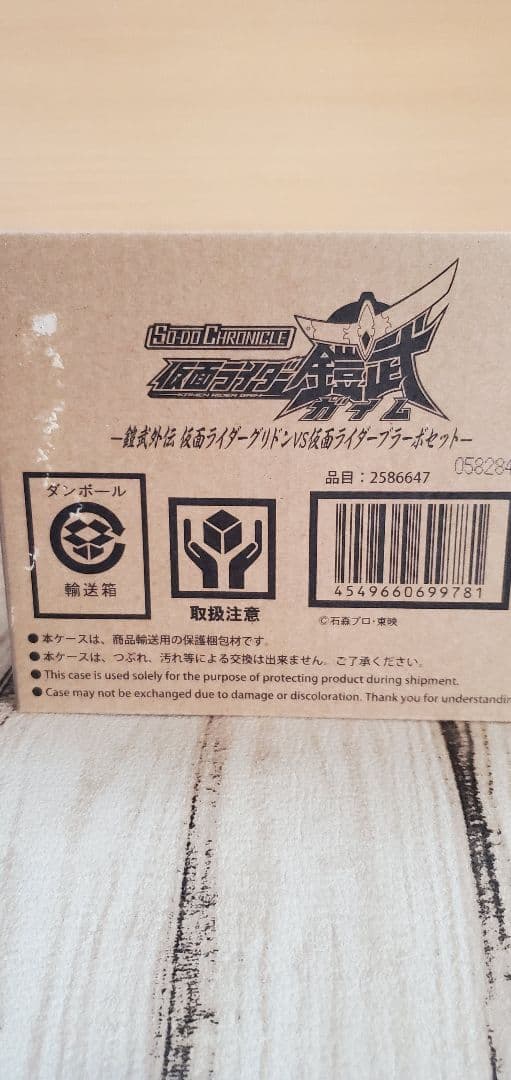 SO-DO CHRONICLE
仮面ライダー鎧武
KAMEN RIDER GAIM
ガイム
—鎧武外伝 仮面ライダーグリドンVS仮面ライダーブラーボセット—
品目：2586647
058284
ダンボール
輸送箱
取扱注意
4549660699781
©石森プロ・東映
●本ケースは、商品輸送用の保護梱包材です。
●本ケースは、つぶれ、汚れ等による交換は出来ません。ご了承ください。
●This case is used solely for the purpose of protecting product during shipment.
●Case may not be exchanged due to damage or discoloration. Thank you for understandin